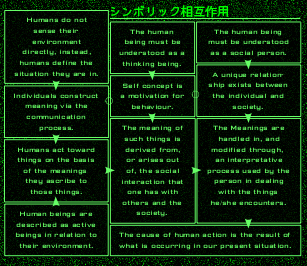 シンボリック相互作用
Humans do not
sense their
environment
directly, instead,
humans define the
situation they are in.
Individuals construct
meaning via the
communication
process.
Humans act toward
things on the basis
of the meanings
they ascribe to
those things.
Human beings are
described as active
beings in relation to
their environment.
The human
being must be
understood as a
thinking being.
Self concept is
a motivation for
behaviour.
The meaning of
such things is
derived from,
or arises out
of, the social
interaction that
one has with
others and the
society.
The human
being must be
understood as a
social person.
A unique relation
ship exists between
the individual and
society.
The Meanings are
handled in, and
modified through,
an interpretative
process used by the
person in dealing
with the things
he/she encounters.
The cause of human action is the result of
what is occurring in our present situation.